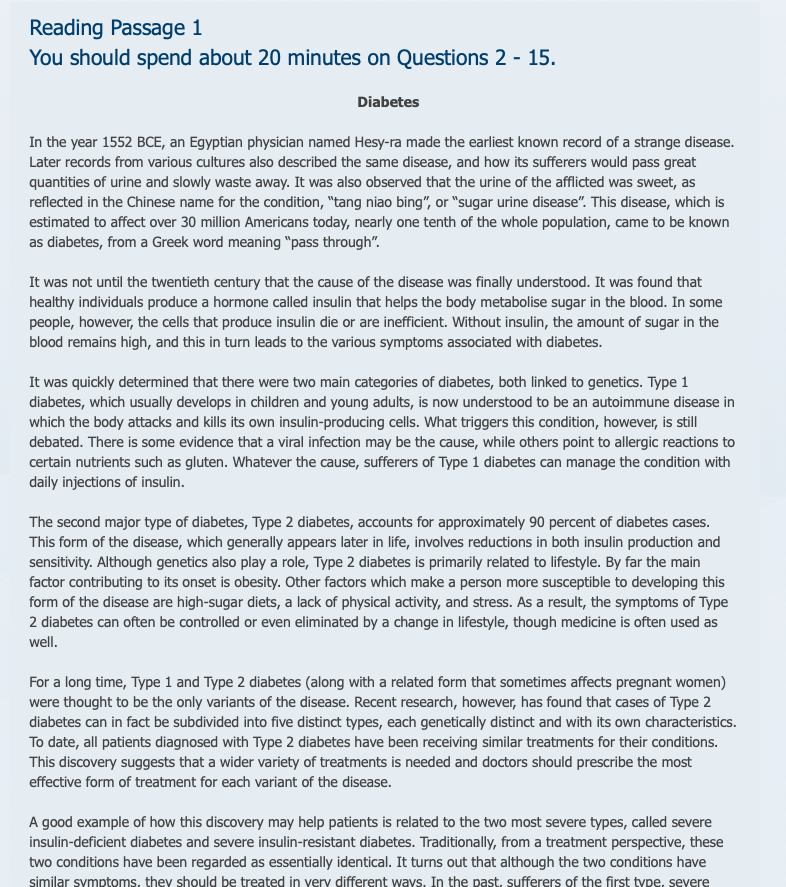 Reading Passage 1
You should spend about 20 minutes on Questions 2 - 15.
Diabetes
In the year 1552 BCE, an Egyptian physician named Hesy-ra made the earliest known record of a strange disease.
Later records from various cultures also described the same disease, and how its sufferers would pass great
quantities of urine and slowly waste away. It was also observed that the urine of the afflicted was sweet, as
reflected in the Chinese name for the condition, “tang niao bing”, or “sugar urine disease”. This disease, which is
estimated to affect over 30 million Americans today, nearly one tenth of the whole population, came to be known
as diabetes, from a Greek word meaning “pass through”.
It was not until the twentieth century that the cause of the disease was finally understood. It was found that
healthy individuals produce a hormone called insulin that helps the body metabolise sugar in the blood. In some
people, however, the cells that produce insulin die or are inefficient. Without insulin, the amount of sugar in the
blood remains high, and this in turn leads to the various symptoms associated with diabetes.
It was quickly determined that there were two main categories of diabetes, both linked to genetics. Type 1
diabetes, which usually develops in children and young adults, is now understood to be an autoimmune disease in
which the body attacks and kills its own insulin-producing cells. What triggers this condition, however, is still
debated. There is some evidence that a viral infection may be the cause, while others point to allergic reactions to
certain nutrients such as gluten. Whatever the cause, sufferers of Type 1 diabetes can manage the condition with
daily injections of insulin.
The second major type of diabetes, Type 2 diabetes, accounts for approximately 90 percent of diabetes cases.
This form of the disease, which generally appears later in life, involves reductions in both insulin production and
sensitivity. Although genetics also play a role, Type 2 diabetes is primarily related to lifestyle. By far the main
factor contributing to its onset is obesity. Other factors which make a person more susceptible to developing this
form of the disease are high-sugar diets, a lack of physical activity, and stress. As a result, the symptoms of Type
2 diabetes can often be controlled or even eliminated by a change in lifestyle, though medicine is often used as
well.
For a long time, Type 1 and Type 2 diabetes (along with a related form that sometimes affects pregnant women)
were thought to be the only variants of the disease. Recent research, however, has found that cases of Type 2
diabetes can in fact be subdivided into five distinct types, each genetically distinct and with its own characteristics.
To date, all patients diagnosed with Type 2 diabetes have been receiving similar treatments for their conditions.
This discovery suggests that a wider variety of treatments is needed and doctors should prescribe the most
effective form of treatment for each variant of the disease.
A good example of how this discovery may help patients is related to the two most severe types, called severe
insulin-deficient diabetes and severe insulin-resistant diabetes. Traditionally, from a treatment perspective, these
two conditions have been regarded as essentially identical. It turns out that although the two conditions have
similar symptoms, they should be treated in very different ways. In the past, sufferers of the first type, severe